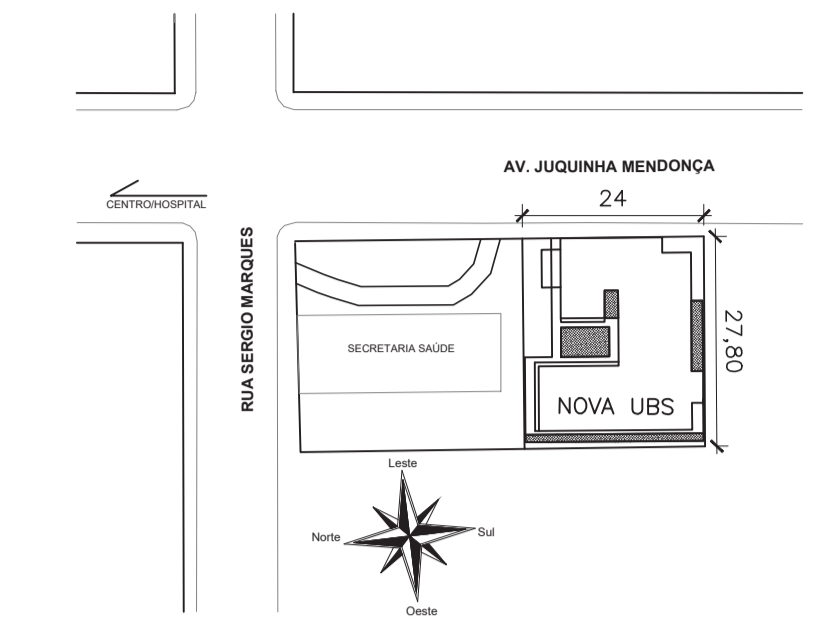 AV. JUQUINHA MENDONÇA
24
CENTRO/HOSPITAL
RUA SERGIO MARQUES
SECRETARIA SAÚDE
27,80
NOVA UBS
Leste
Norte
Sul
Oeste